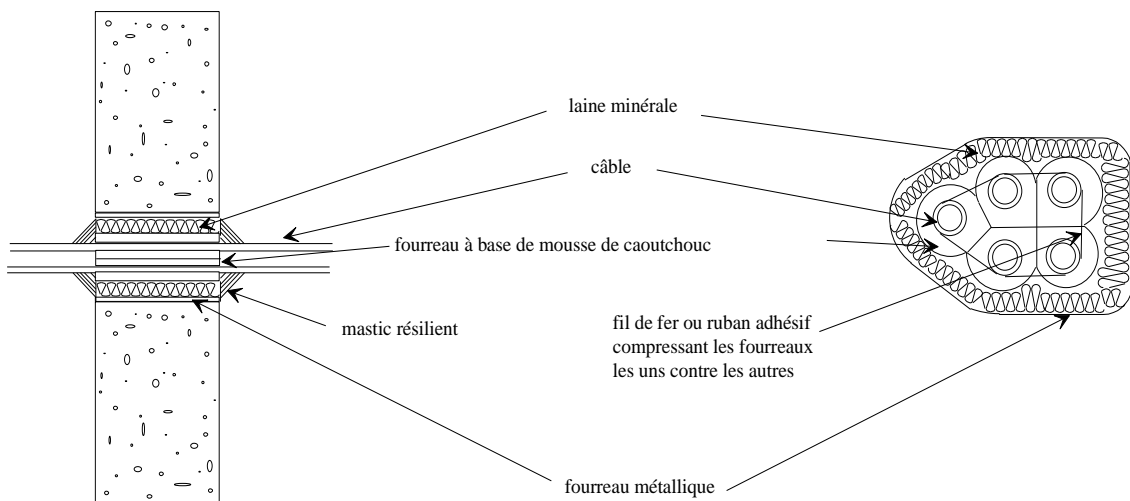 laine minérale
câble
fourreau à base de mousse de caoutchouc
mastic résilient
fil de fer ou ruban adhésif
compressant les fourreaux
les uns contre les autres
fourreau métallique